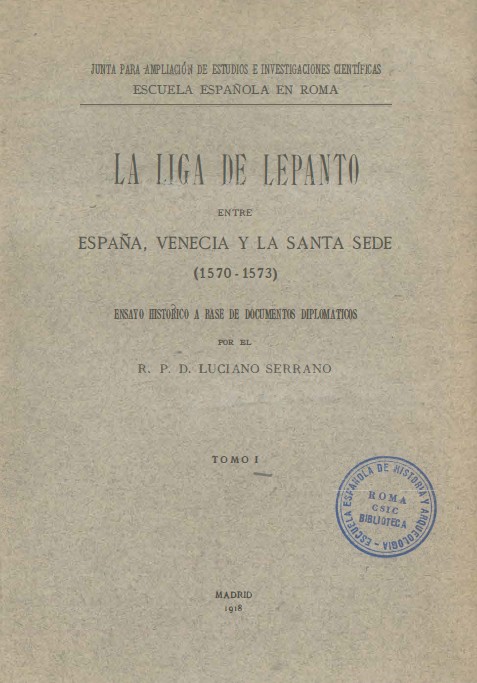 JUNTA PARA AMPLIACIÓN DE ESTUDIOS E INVESTIGACIONES CIENTÍFICAS
ESCUELA ESPAÑOLA EN ROMA
LA LIGA DE LEPANTO
ENTRE
ESPAÑA, VENECIA Y LA SANTA SEDE
(1570-1573)
ENSAYO HISTÓRICO A BASE DE DOCUMENTOS DIPLOMATICOS
POR EL
R. P. D. LUCIANO SERRANO
TOMO I
ESCUELA ESPAÑOLA DE HISTORIA Y ARQUEOLOGIA -
ROMA
CSIC
BIBLIOTECA
MADRID
1918